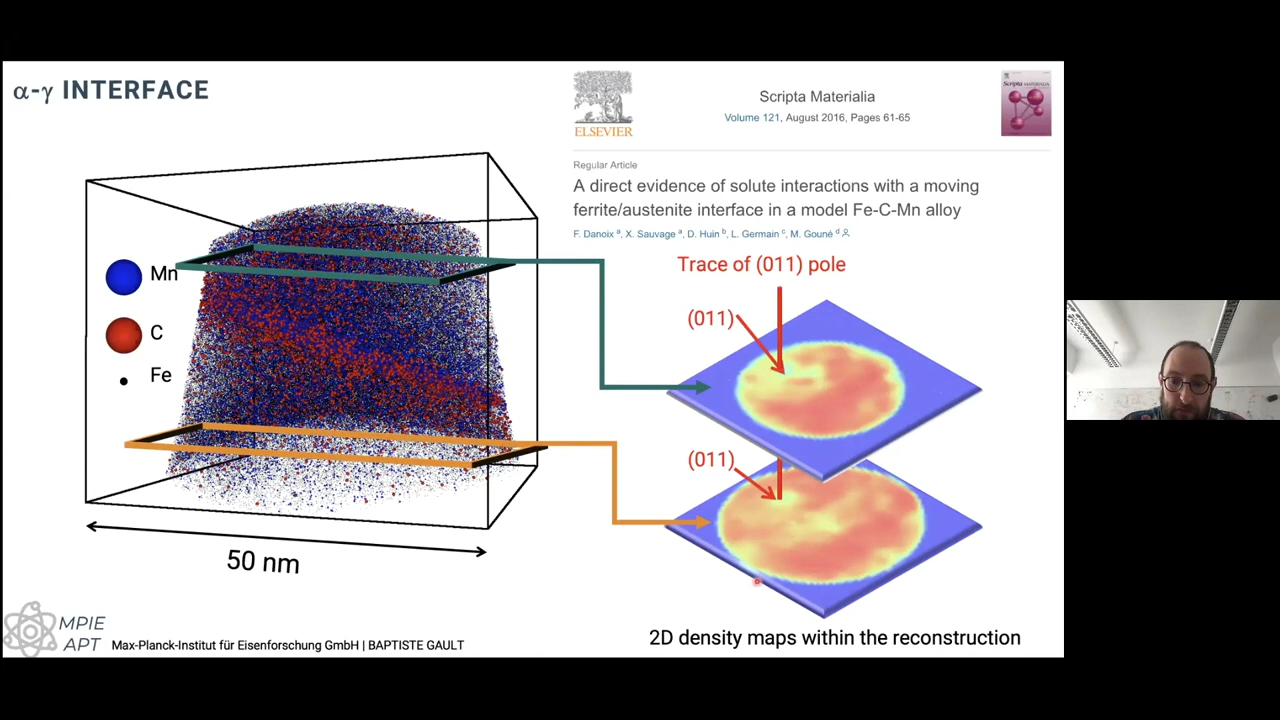 α-γ INTERFACE
ELSEVIER
Scripta Materialia
Volume 121, August 2016, Pages 61-65
Scripta MATERIALIA
Regular Article
A direct evidence of solute interactions with a moving
ferrite/austenite interface in a model Fe-C-Mn alloy
F. Danoix ª, X. Sauvage ª, D. Huin ᵇ, L. Germain ᶜ, M. Gouné ᵈ
Mn
C
Fe
50 nm
Trace of (011) pole
(011)
(011)
2D density maps within the reconstruction
MPIE
APT
Max-Planck-Institut für Eisenforschung GmbH | BAPTISTE GAULT